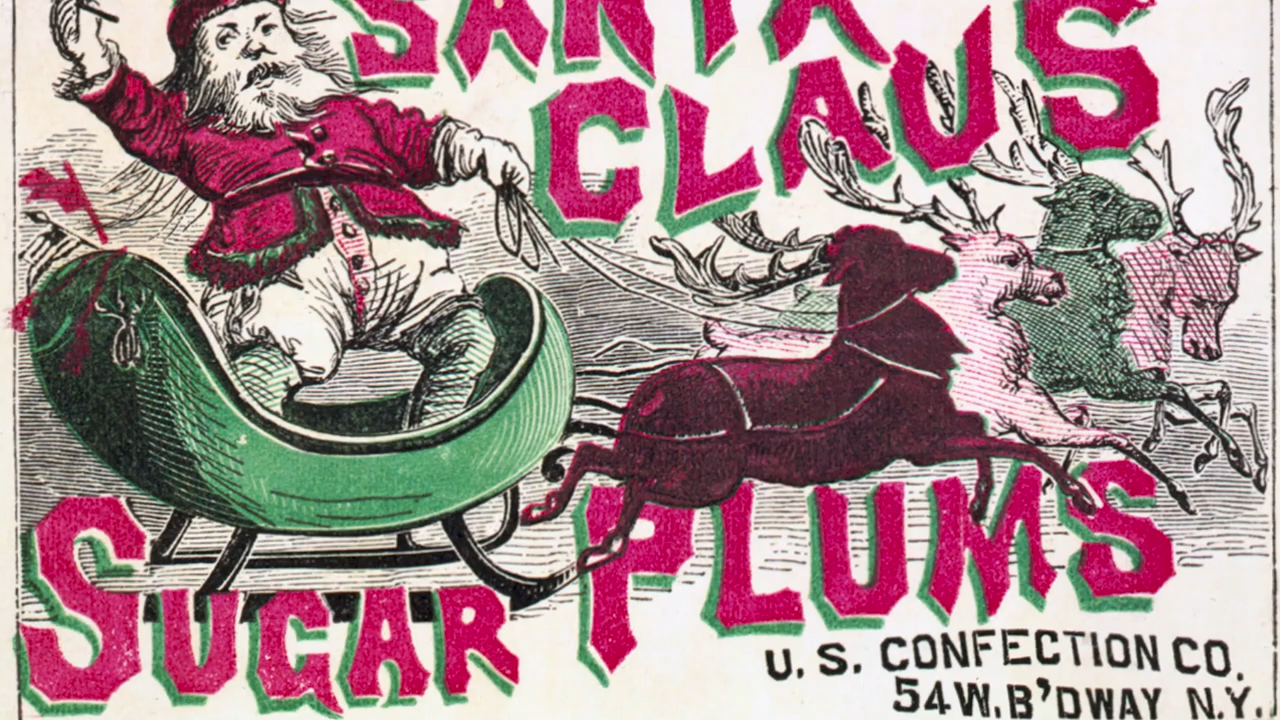 SANTA
CLAUS
SUGAR PLUMS
U. S. CONFECTION CO.
54 W. B'DWAY N.Y.